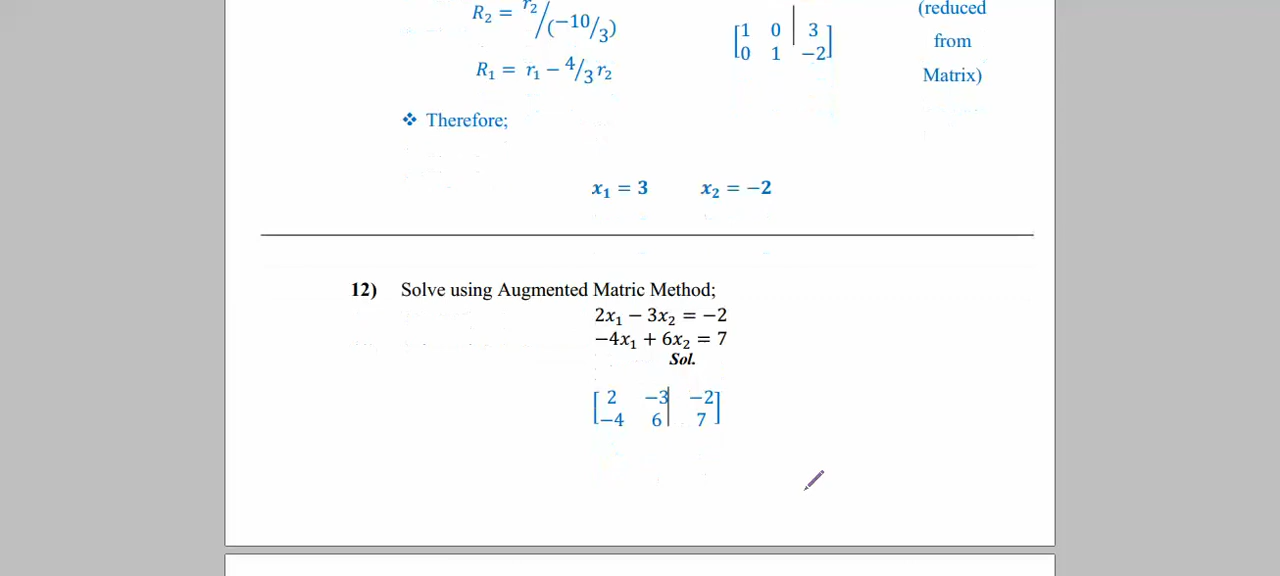 R₂ = r₂/(−10/3)
R₁ = r₁ − 4/3 r₂
[1 0 | 3
0 1 | −2]
(reduced
from
Matrix)
❖ Therefore;
x₁ = 3 x₂ = −2
12) Solve using Augmented Matric Method;
2x₁ − 3x₂ = −2
−4x₁ + 6x₂ = 7
Sol.
[2 −3 | −2
−4 6 | 7]